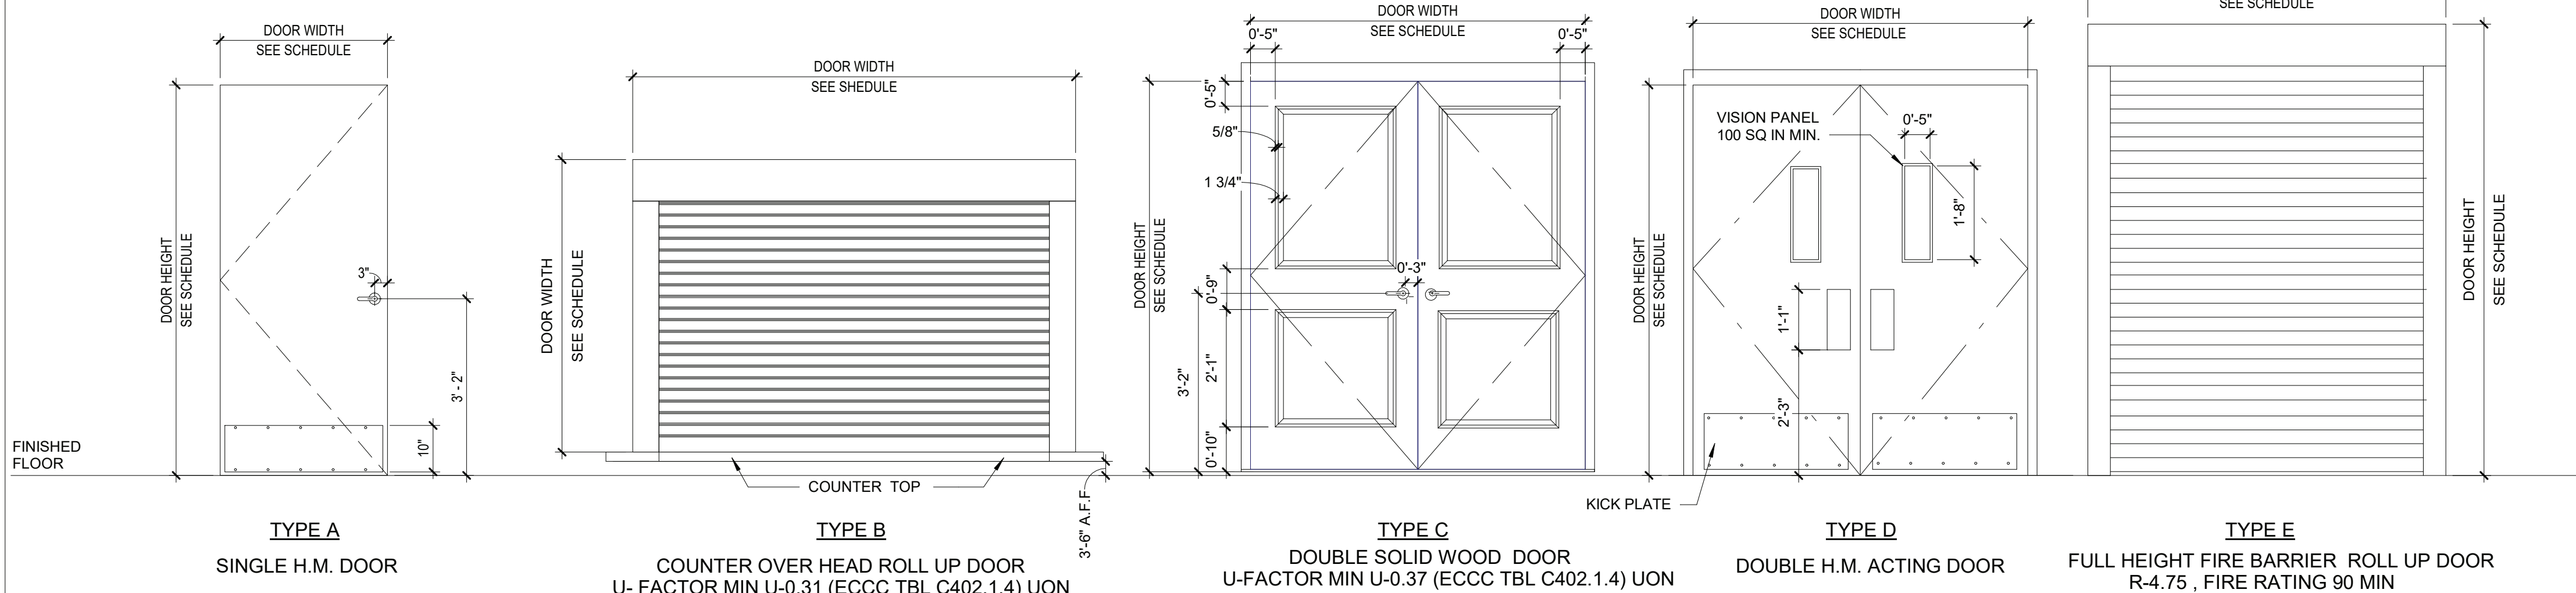 DOOR WIDTH
SEE SCHEDULE
DOOR HEIGHT
SEE SCHEDULE
3"
3' - 2"
10"
FINISHED
FLOOR
TYPE A
SINGLE H.M. DOOR
DOOR WIDTH
SEE SHEDULE
DOOR WIDTH
SEE SCHEDULE
COUNTER TOP
3'-6" A.F.F
TYPE B
COUNTER OVER HEAD ROLL UP DOOR
U- FACTOR MIN U-0.31 (ECCC TBL C402.1.4) UON
DOOR WIDTH
SEE SCHEDULE
0'-5"
0'-5"
0'-5"
5/8"
1 3/4"
DOOR HEIGHT
SEE SCHEDULE
0'-3"
0'-9"
2'-1"
3'-2"
0'-10"
TYPE C
DOUBLE SOLID WOOD DOOR
U-FACTOR MIN U-0.37 (ECCC TBL C402.1.4) UON
DOOR WIDTH
SEE SCHEDULE
VISION PANEL
100 SQ IN MIN.
0'-5"
1'-8"
DOOR HEIGHT
SEE SCHEDULE
1'-1"
2'-3"
KICK PLATE
TYPE D
DOUBLE H.M. ACTING DOOR
SEE SCHEDULE
DOOR HEIGHT
SEE SCHEDULE
TYPE E
FULL HEIGHT FIRE BARRIER ROLL UP DOOR
R-4.75 , FIRE RATING 90 MIN